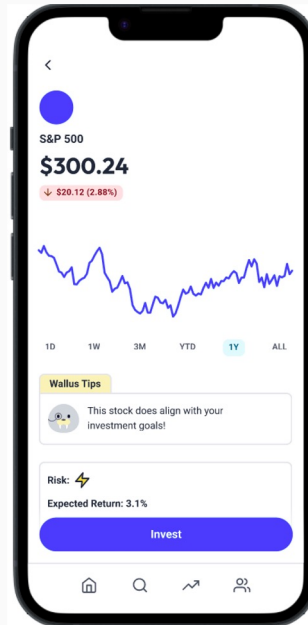 S&P 500
$300.24
↓ $20.12 (2.88%)
1D 1W 3M YTD 1Y ALL
Wallus Tips
This stock does align with your
investment goals!
Risk:
Expected Return: 3.1%
Invest